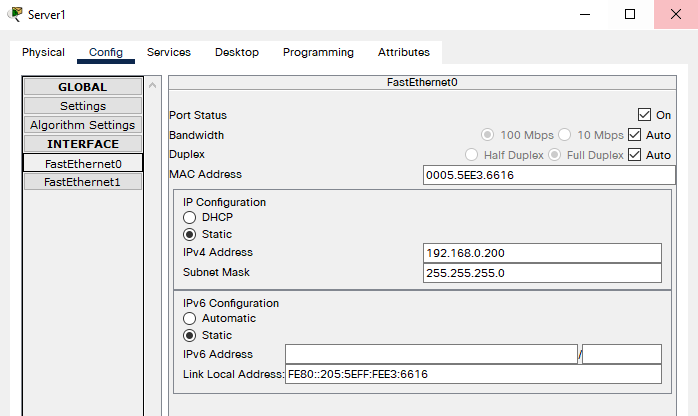 Server1
Physical Config Services Desktop Programming Attributes
GLOBAL
Settings
Algorithm Settings
INTERFACE
FastEthernet0
FastEthernet1
FastEthernet0
Port Status On
Bandwidth 100 Mbps 10 Mbps Auto
Duplex Half Duplex Full Duplex Auto
MAC Address 0005.5EE3.6616
IP Configuration
DHCP
Static
IPv4 Address 192.168.0.200
Subnet Mask 255.255.255.0
IPv6 Configuration
Automatic
Static
IPv6 Address /
Link Local Address: FE80::205:5EFF:FEE3:6616